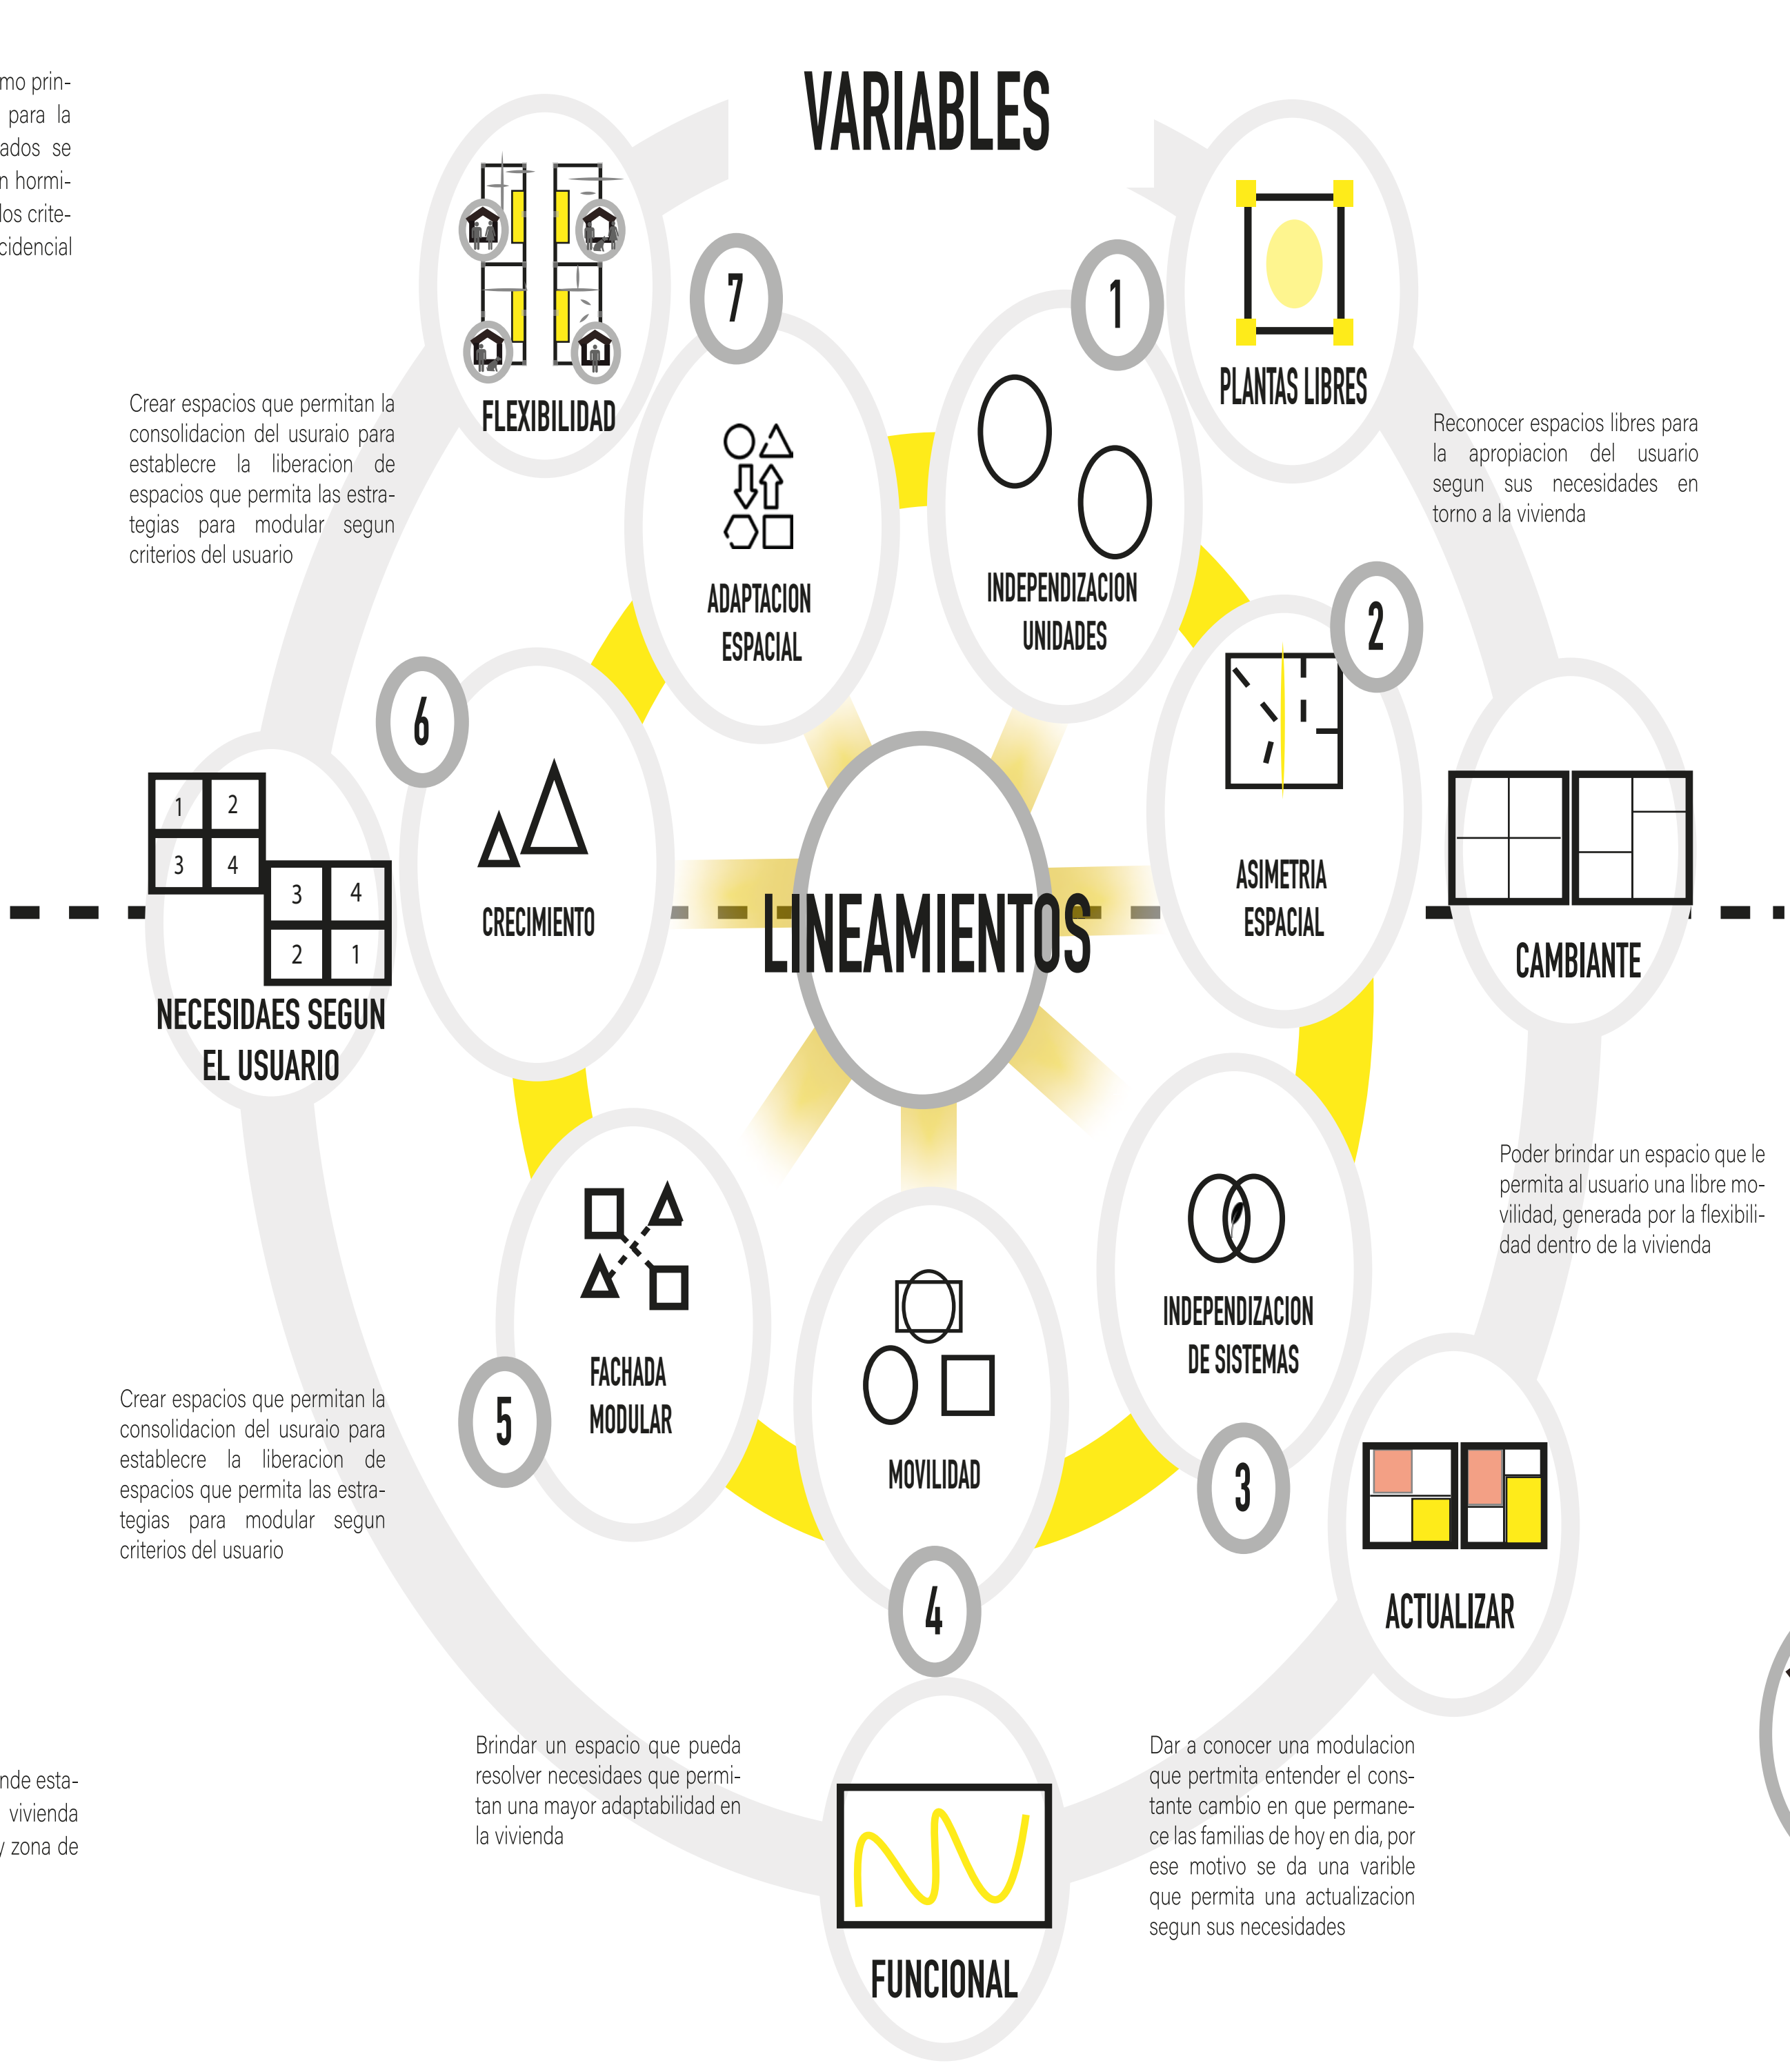 VARIABLES
mo prin-
para la
ados se
n hormi-
los crite-
cidencial
FLEXIBILIDAD
PLANTAS LIBRES
Crear espacios que permitan la
consolidacion del usuraio para
establecre la liberacion de
espacios que permita las estra-
tegias para modular segun
criterios del usuario
Reconocer espacios libres para
la apropiacion del usuario
segun sus necesidades en
torno a la vivienda
7
ADAPTACION
ESPACIAL
1
INDEPENDIZACION
UNIDADES
2
ASIMETRIA
ESPACIAL
6
CRECIMIENTO
1 2
3 4
3 4
2 1
NECESIDAES SEGUN
EL USUARIO
LINEAMIENTOS
CAMBIANTE
Poder brindar un espacio que le
permita al usuario una libre mo-
vilidad, generada por la flexibili-
dad dentro de la vivienda
INDEPENDIZACION
DE SISTEMAS
3
FACHADA
MODULAR
5
MOVILIDAD
4
Crear espacios que permitan la
consolidacion del usuraio para
establecre la liberacion de
espacios que permita las estra-
tegias para modular segun
criterios del usuario
ACTUALIZAR
nde esta-
vivienda
y zona de
Brindar un espacio que pueda
resolver necesidaes que permi-
tan una mayor adaptabilidad en
la vivienda
Dar a conocer una modulacion
que pertmita entender el cons-
tante cambio en que permane-
ce las familias de hoy en dia, por
ese motivo se da una varible
que permita una actualizacion
segun sus necesidades
FUNCIONAL